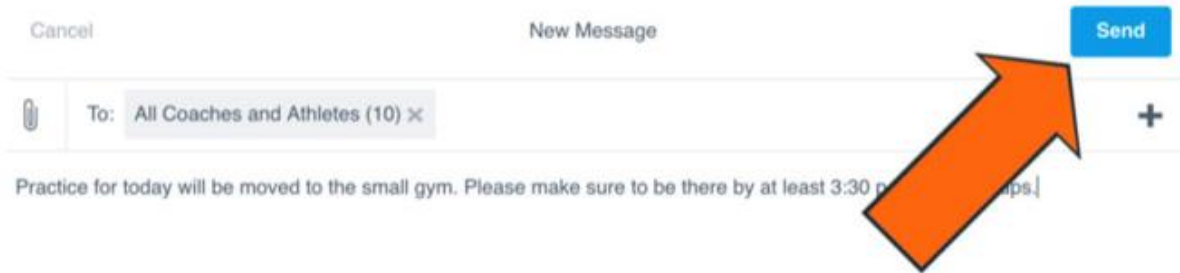 Cancel New Message Send
To: All Coaches and Athletes (10) ×
Practice for today will be moved to the small gym. Please make sure to be there by at least 3:30